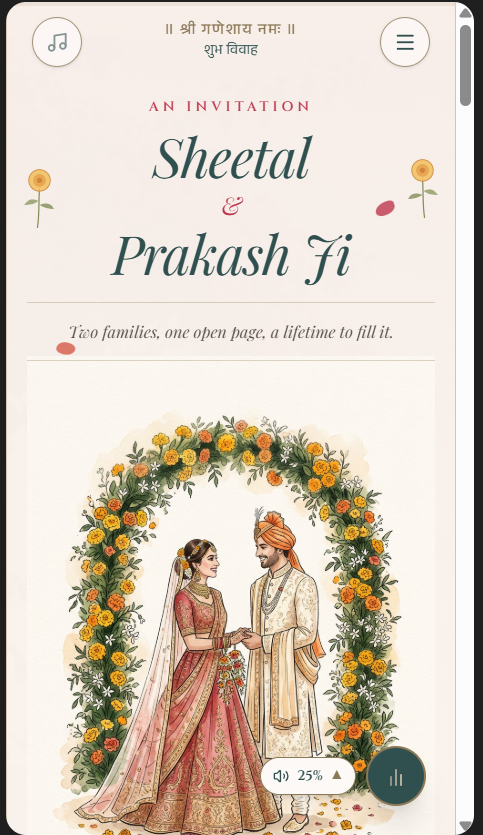 ॥ श्री गणेशाय नमः ॥
शुभ विवाह
AN INVITATION
Sheetal
&
Prakash Ji
Two families, one open page, a lifetime to fill it.
25%